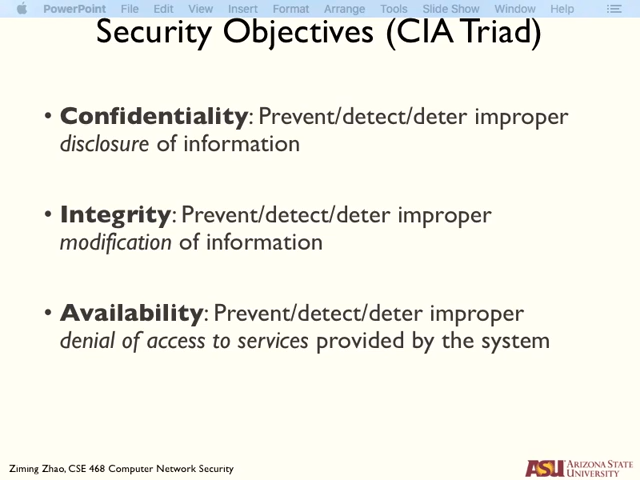 PowerPoint File Edit View Insert Format Arrange Tools Slide Show Window Help
Security Objectives (CIA Triad)
• Confidentiality: Prevent/detect/deter improper
disclosure of information
• Integrity: Prevent/detect/deter improper
modification of information
• Availability: Prevent/detect/deter improper
denial of access to services provided by the system
Ziming Zhao, CSE 468 Computer Network Security
ASU ARIZONA STATE
UNIVERSITY